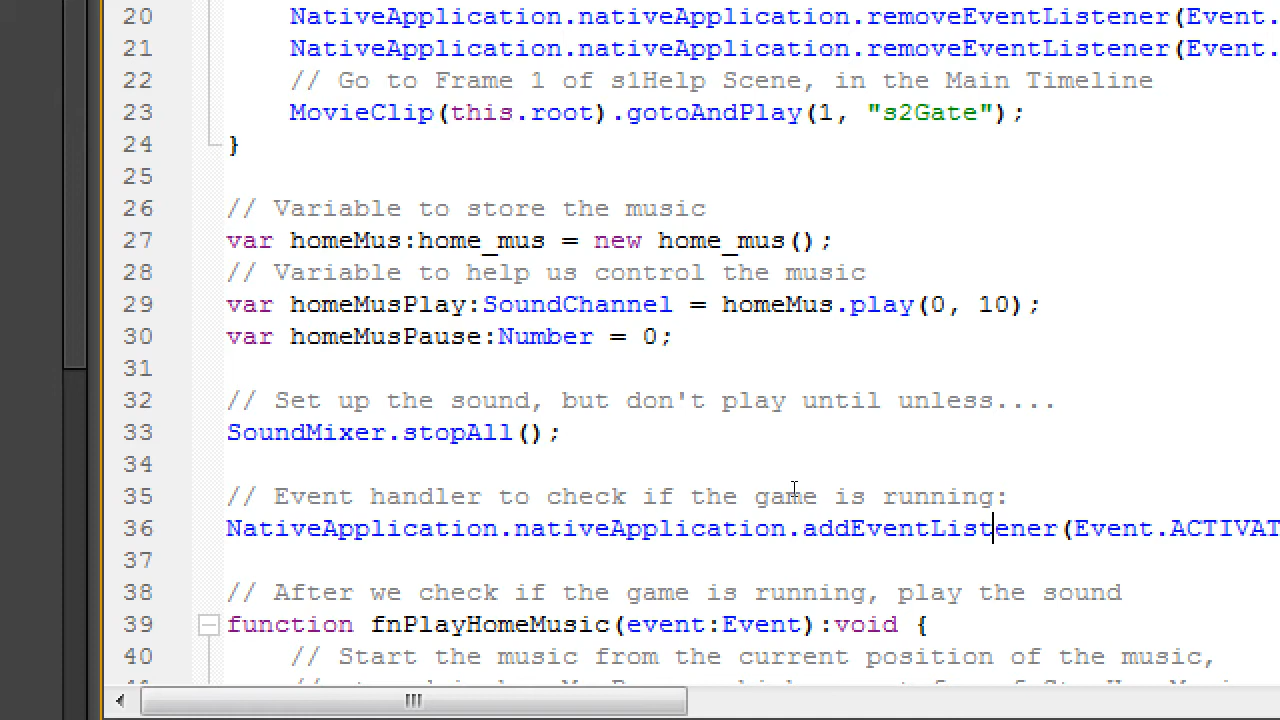 20 NativeApplication.nativeApplication.removeEventListener(Event.
21 NativeApplication.nativeApplication.removeEventListener(Event.
22 // Go to Frame 1 of s1Help Scene, in the Main Timeline
23 MovieClip(this.root).gotoAndPlay(1, "s2Gate");
24 }
25
26 // Variable to store the music
27 var homeMus:home_mus = new home_mus();
28 // Variable to help us control the music
29 var homeMusPlay:SoundChannel = homeMus.play(0, 10);
30 var homeMusPause:Number = 0;
31
32 // Set up the sound, but don't play until unless....
33 SoundMixer.stopAll();
34
35 // Event handler to check if the game is running:
36 NativeApplication.nativeApplication.addEventListener(Event.ACTIVAT
37
38 // After we check if the game is running, play the sound
39 function fnPlayHomeMusic(event:Event):void {
40 // Start the music from the current position of the music,